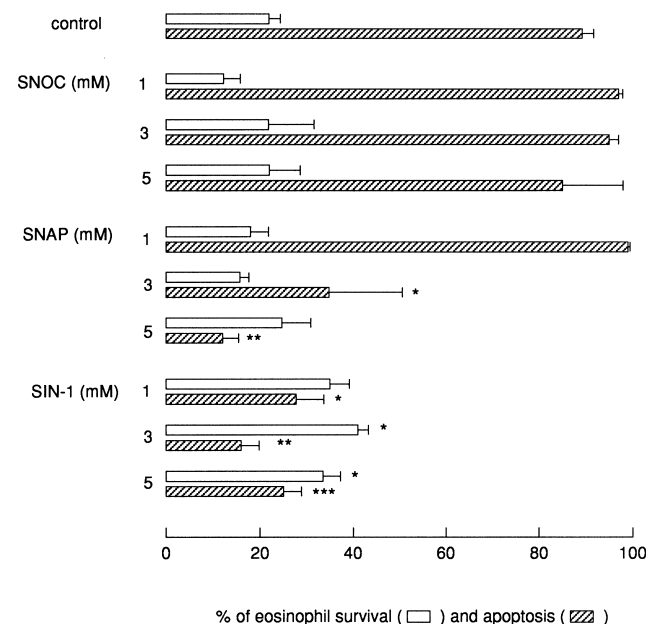 control
SNOC (mM) 1
3
5
SNAP (mM) 1
3 *
5 **
SIN-1 (mM) 1 *
3 * **
5 * ***
0 20 40 60 80 100
% of eosinophil survival ( ) and apoptosis ( )